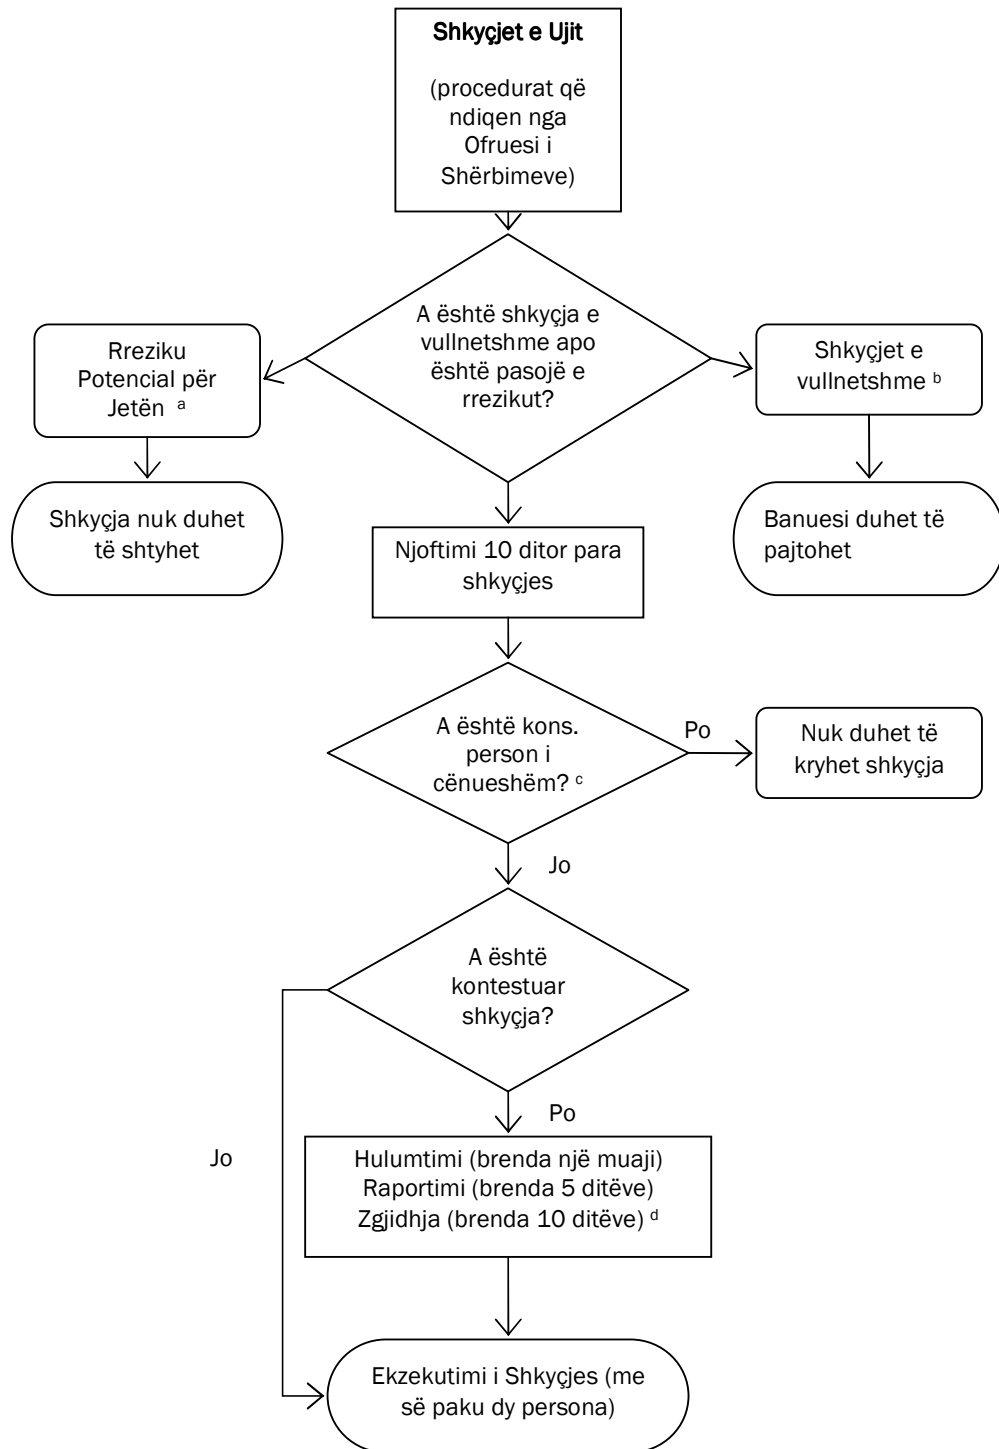 Shkyçjet e Ujit
(procedurat që
ndiqen nga
Ofruesi i
Shërbimeve)
A është shkyçja e
vullnetshme apo
është pasojë e
rrezikut?
Rreziku
Potencial për
Jetën a
Shkyçjet e
vullnetshme b
Shkyçja nuk duhet
të shtyhet
Banuesi duhet të
pajtohet
Njoftimi 10 ditor para
shkyçjes
A është kons.
person i
cënueshëm? c
Po
Nuk duhet të
kryhet shkyçja
Jo
A është
kontestuar
shkyçja?
Po
Jo
Hulumtimi (brenda një muaji)
Raportimi (brenda 5 ditëve)
Zgjidhja (brenda 10 ditëve) d
Ekzekutimi i Shkyçjes (me
së paku dy persona)